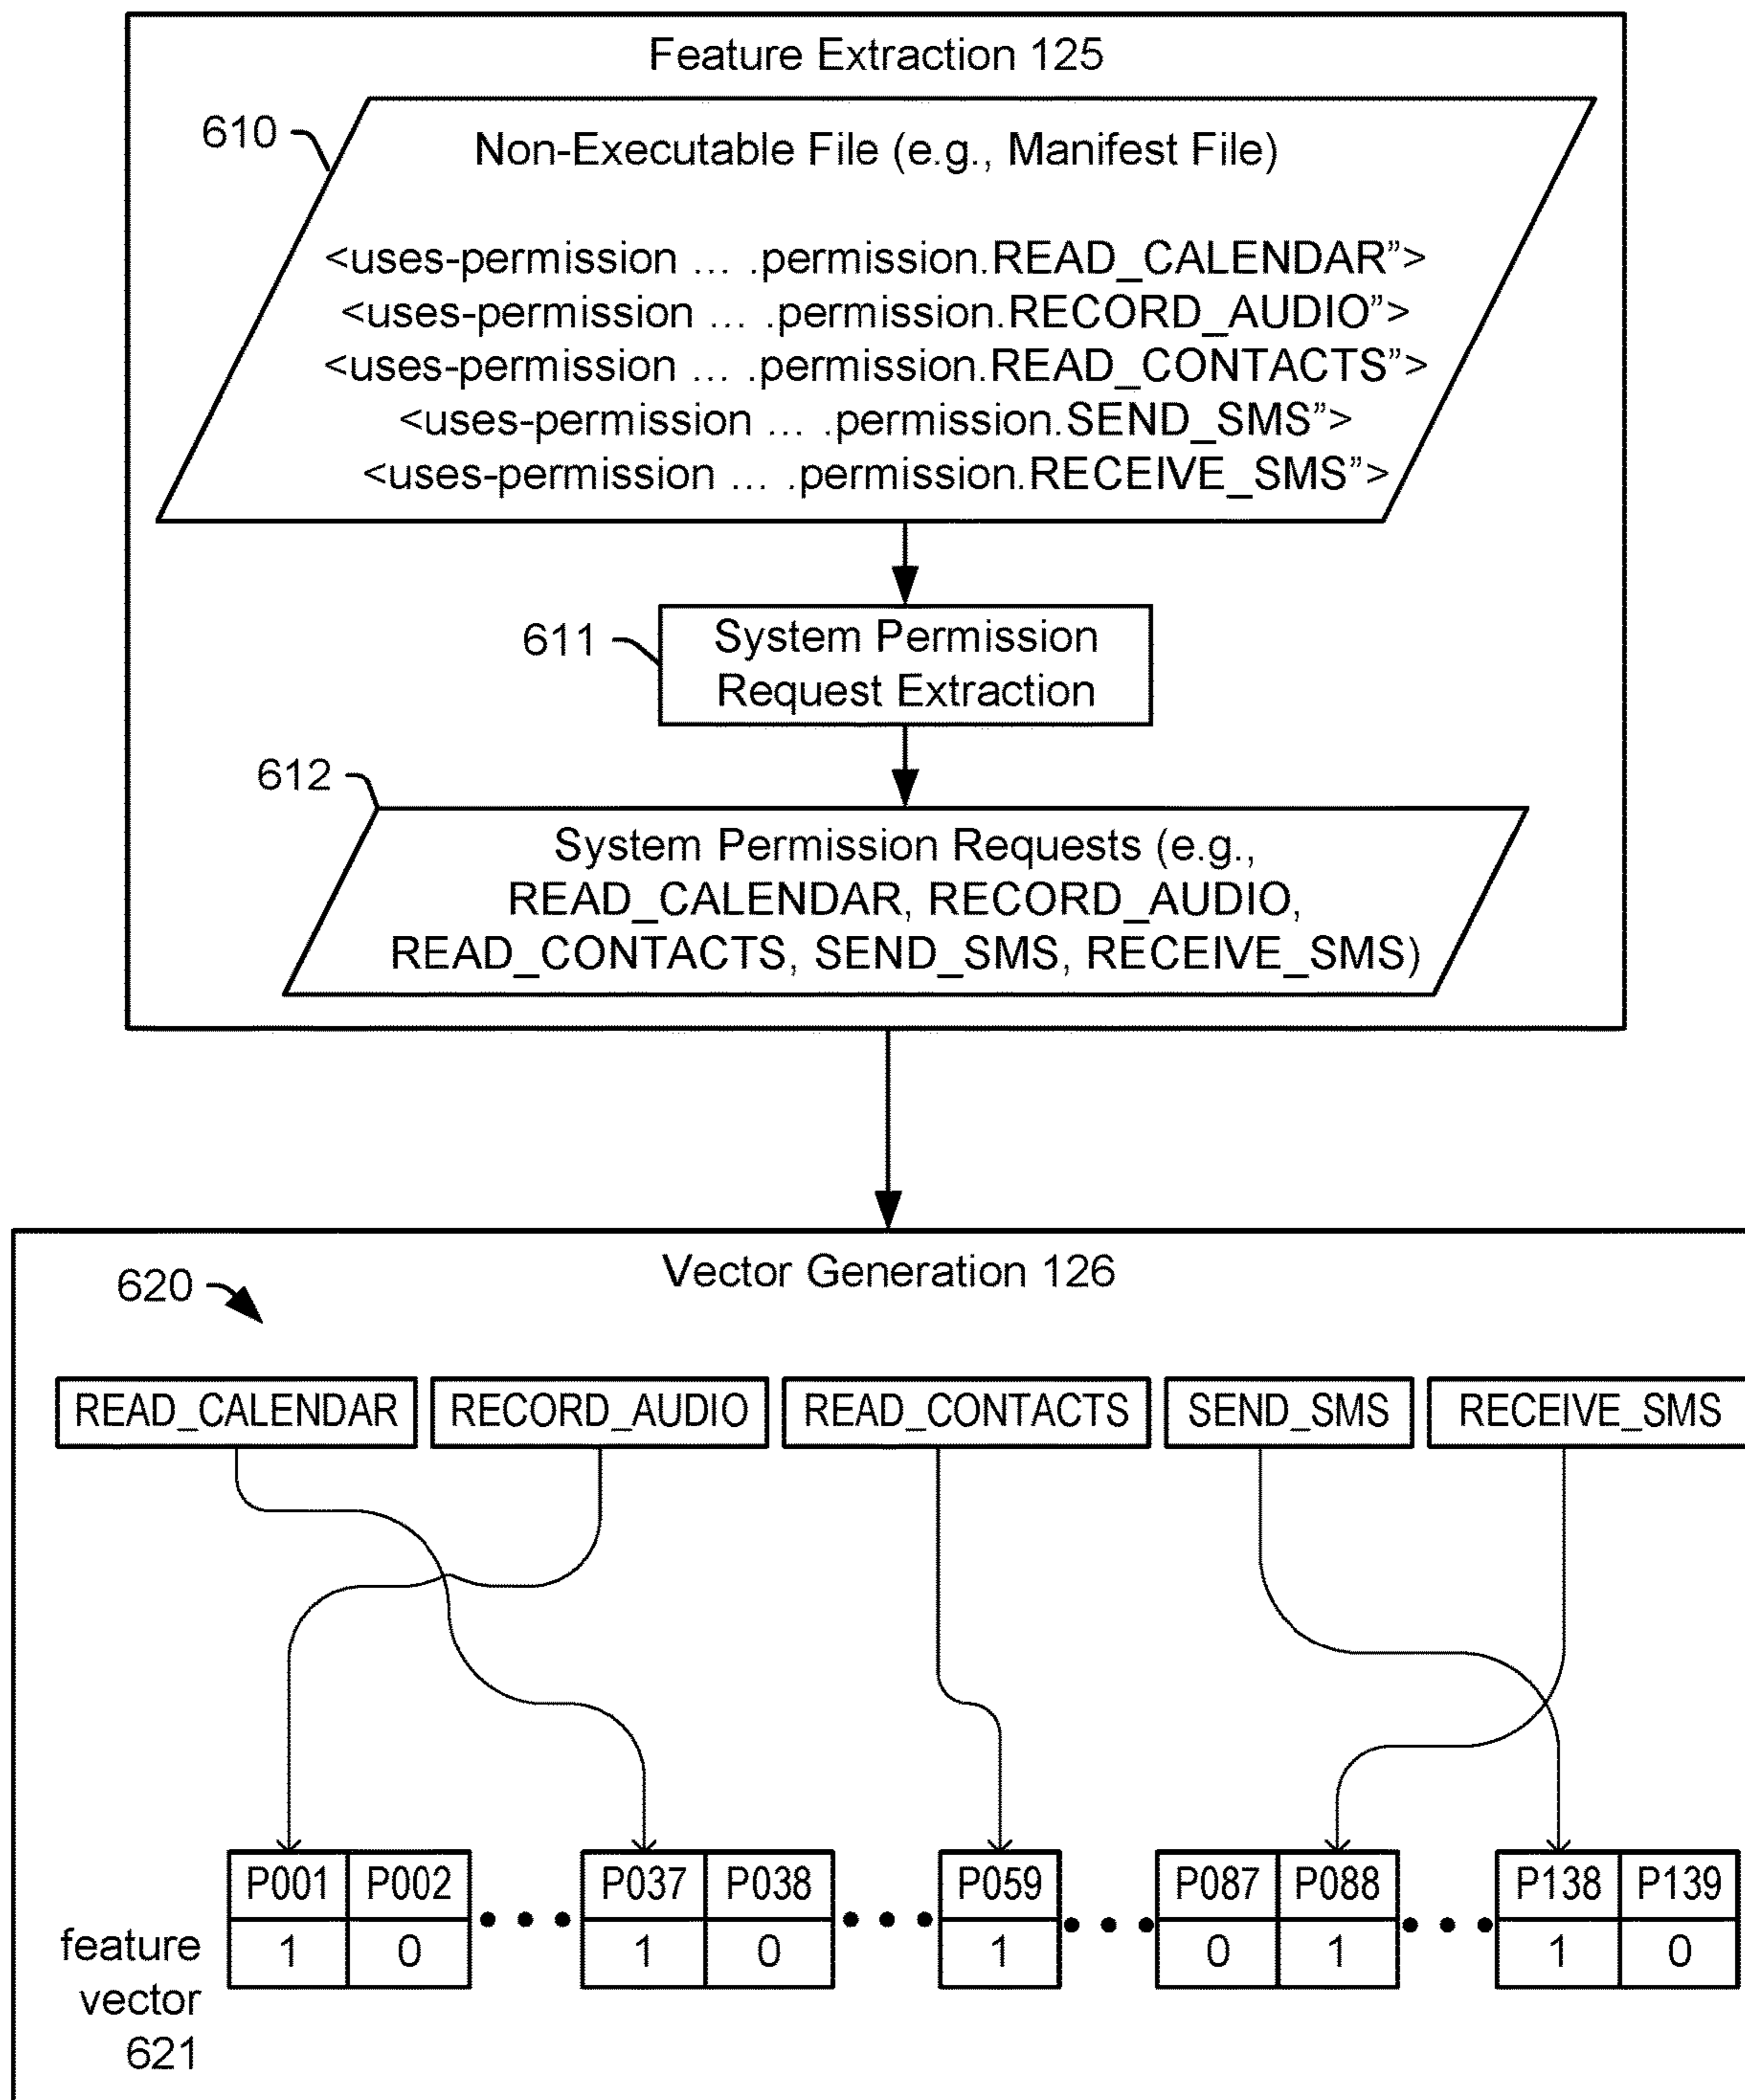 Feature Extraction 125
610
Non-Executable File (e.g., Manifest File)
<uses-permission ... .permission.READ_CALENDAR”>
<uses-permission ... .permission.RECORD_AUDIO”>
<uses-permission ... .permission.READ_CONTACTS”>
<uses-permission ... .permission.SEND_SMS”>
<uses-permission ... .permission.RECEIVE_SMS”>
611
System Permission
Request Extraction
612
System Permission Requests (e.g.,
READ_CALENDAR, RECORD_AUDIO,
READ_CONTACTS, SEND_SMS, RECEIVE_SMS)
Vector Generation 126
620
READ_CALENDAR RECORD_AUDIO READ_CONTACTS SEND_SMS RECEIVE_SMS
P001 P002 P037 P038 P059 P087 P088 P138 P139
1 0 1 0 1 0 1 1 0
feature
vector
621